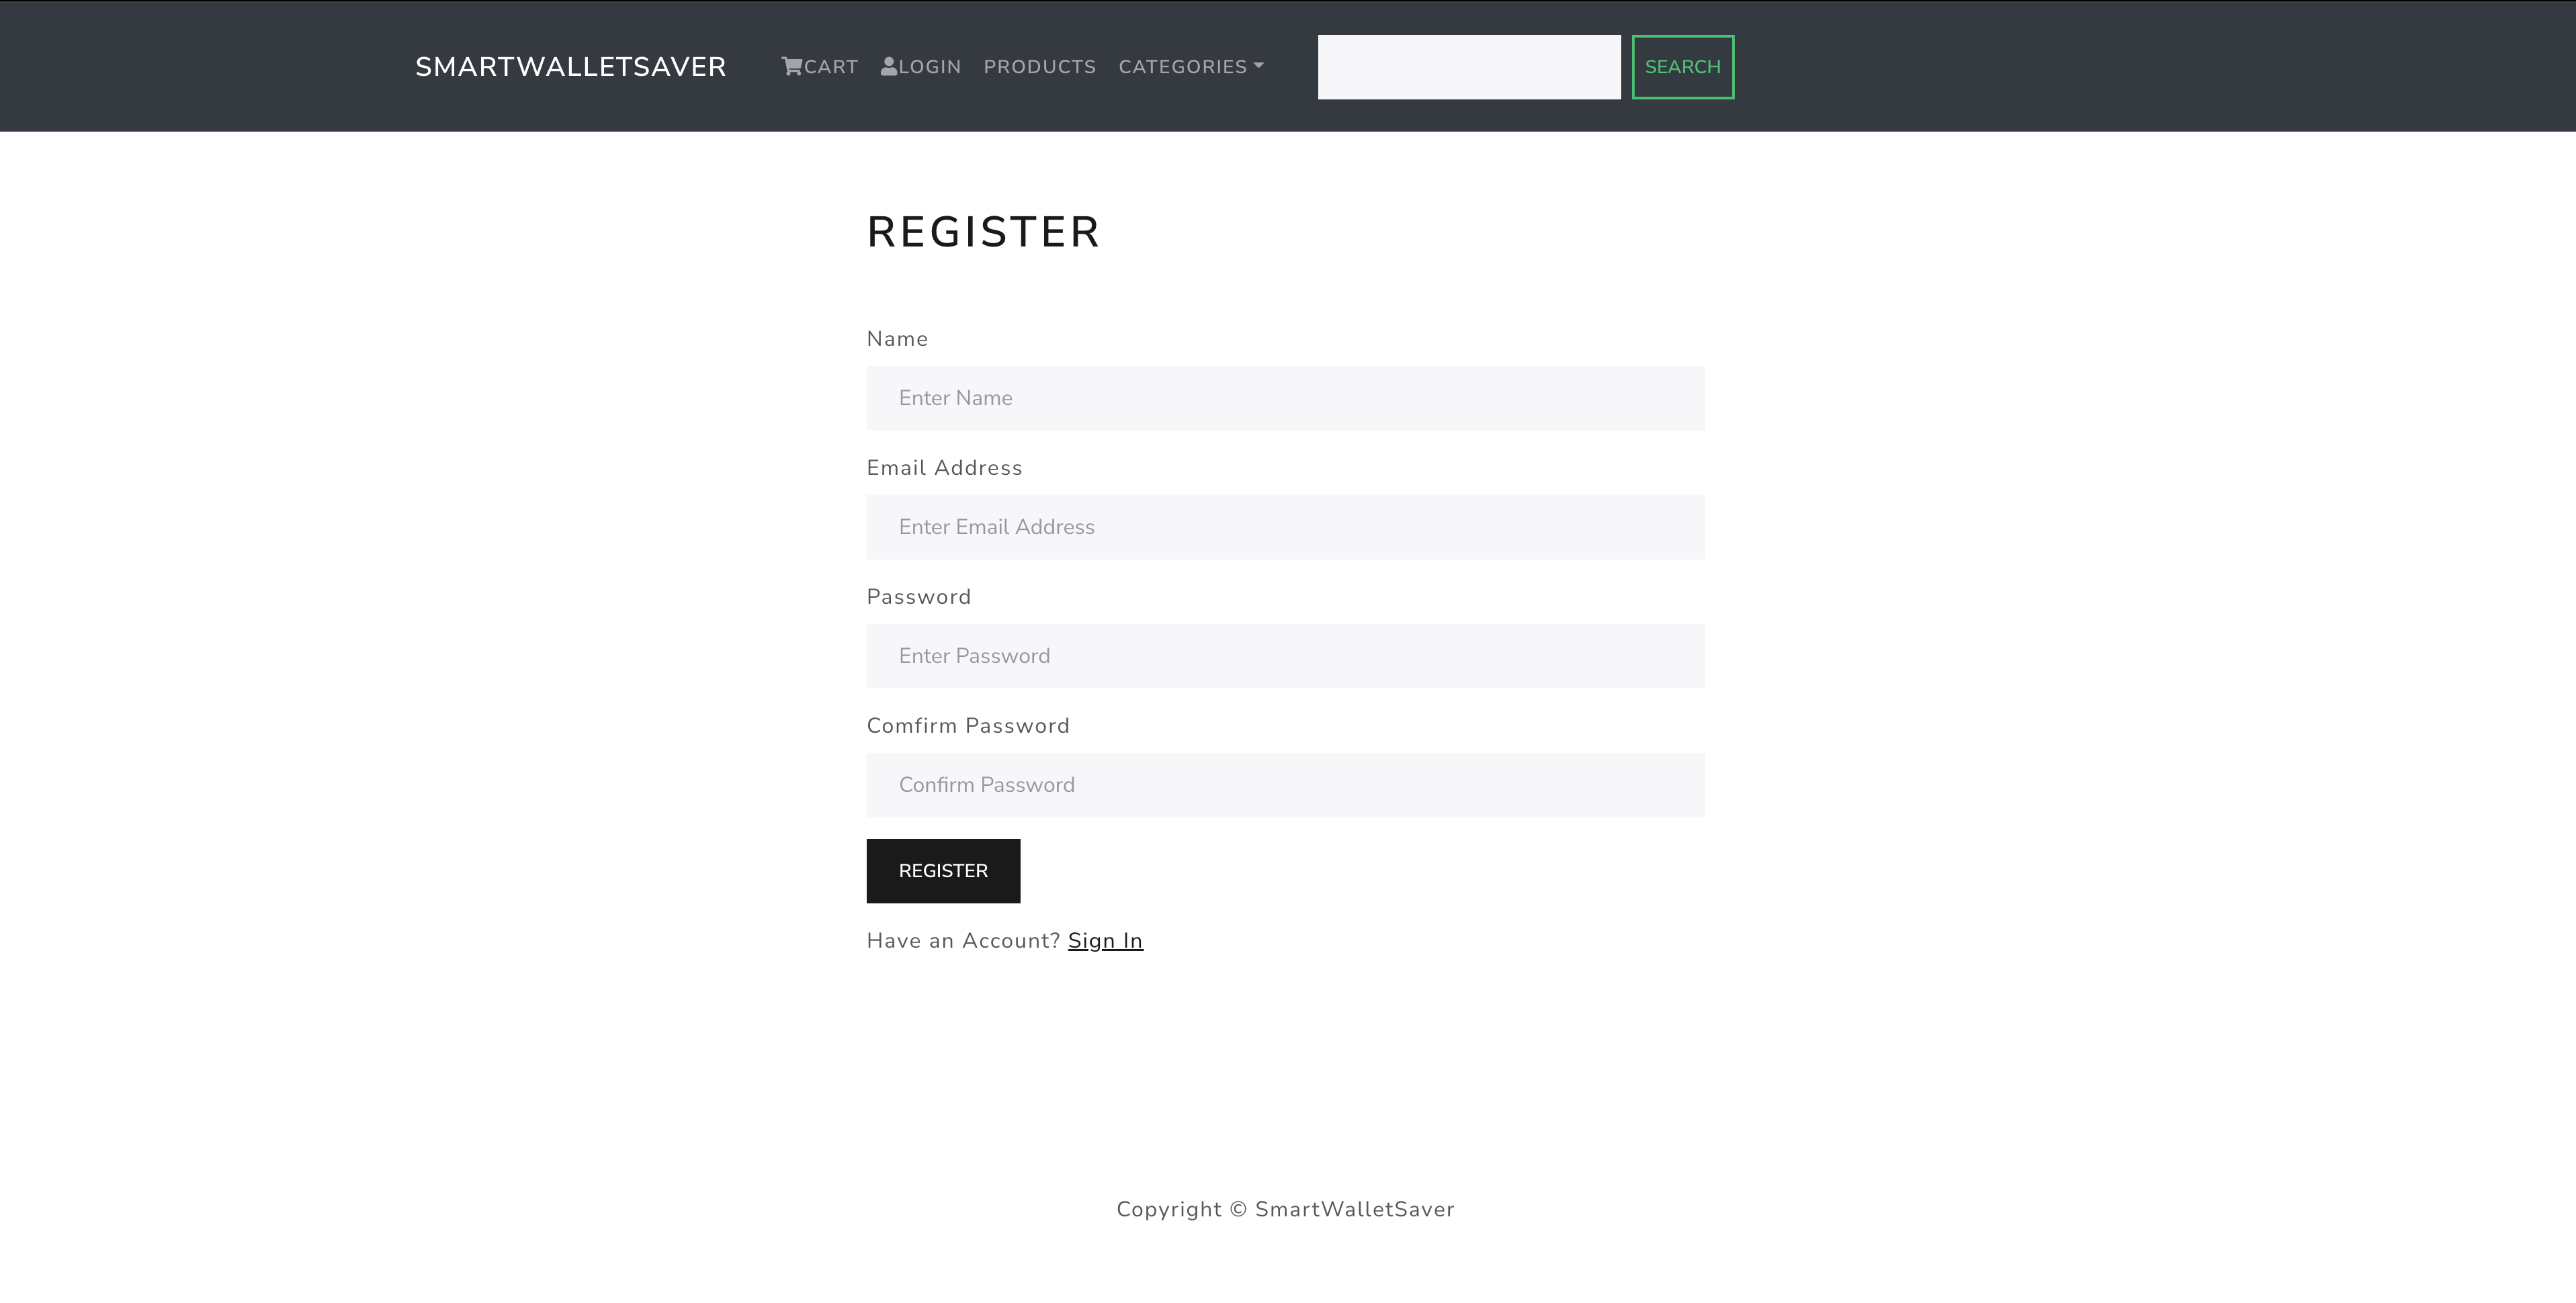 SMARTWALLETSAVER CART LOGIN PRODUCTS CATEGORIES SEARCH
REGISTER
Name
Enter Name
Email Address
Enter Email Address
Password
Enter Password
Comfirm Password
Confirm Password
REGISTER
Have an Account? Sign In
Copyright © SmartWalletSaver